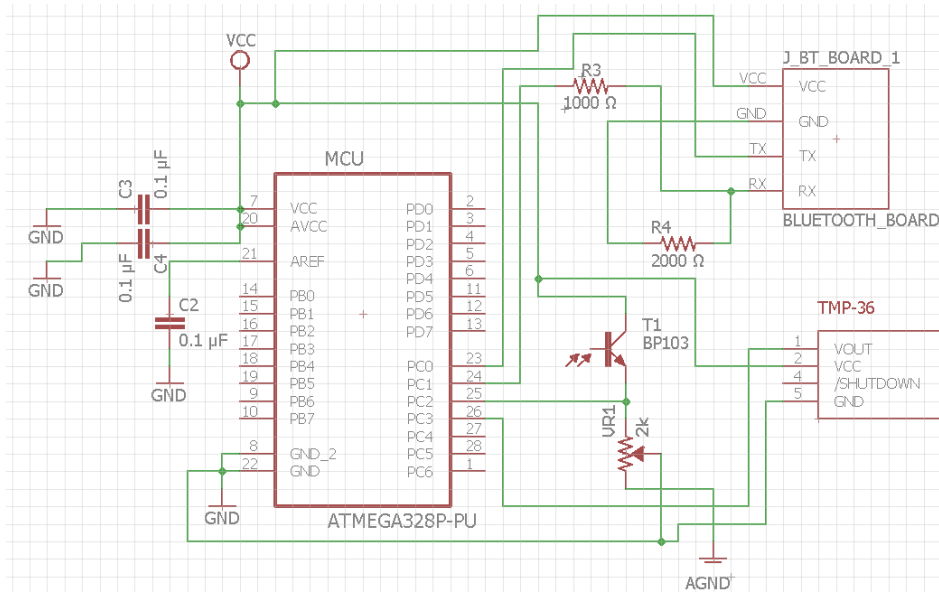 VCC
J_BT_BOARD_1
R3
1000 Ω
VCC
VCC
GND
GND
TX
TX
RX
RX
BLUETOOTH_BOARD
R4
2000 Ω
MCU
C3
0.1 µF
GND
C4
0.1 µF
GND
C2
0.1 µF
GND
7
VCC
20
AVCC
21
AREF
14
PB0
15
PB1
16
PB2
17
PB3
18
PB4
19
PB5
9
PB6
10
PB7
8
GND_2
22
GND
GND
PD0
2
PD1
3
PD2
4
PD3
5
PD4
6
PD5
11
PD6
12
PD7
13
PC0
23
PC1
24
PC2
25
PC3
26
PC4
27
PC5
28
PC6
1
ATMEGA328P-PU
T1
BP103
VR1
2k
AGND
TMP-36
1
VOUT
2
VCC
4
/SHUTDOWN
5
GND